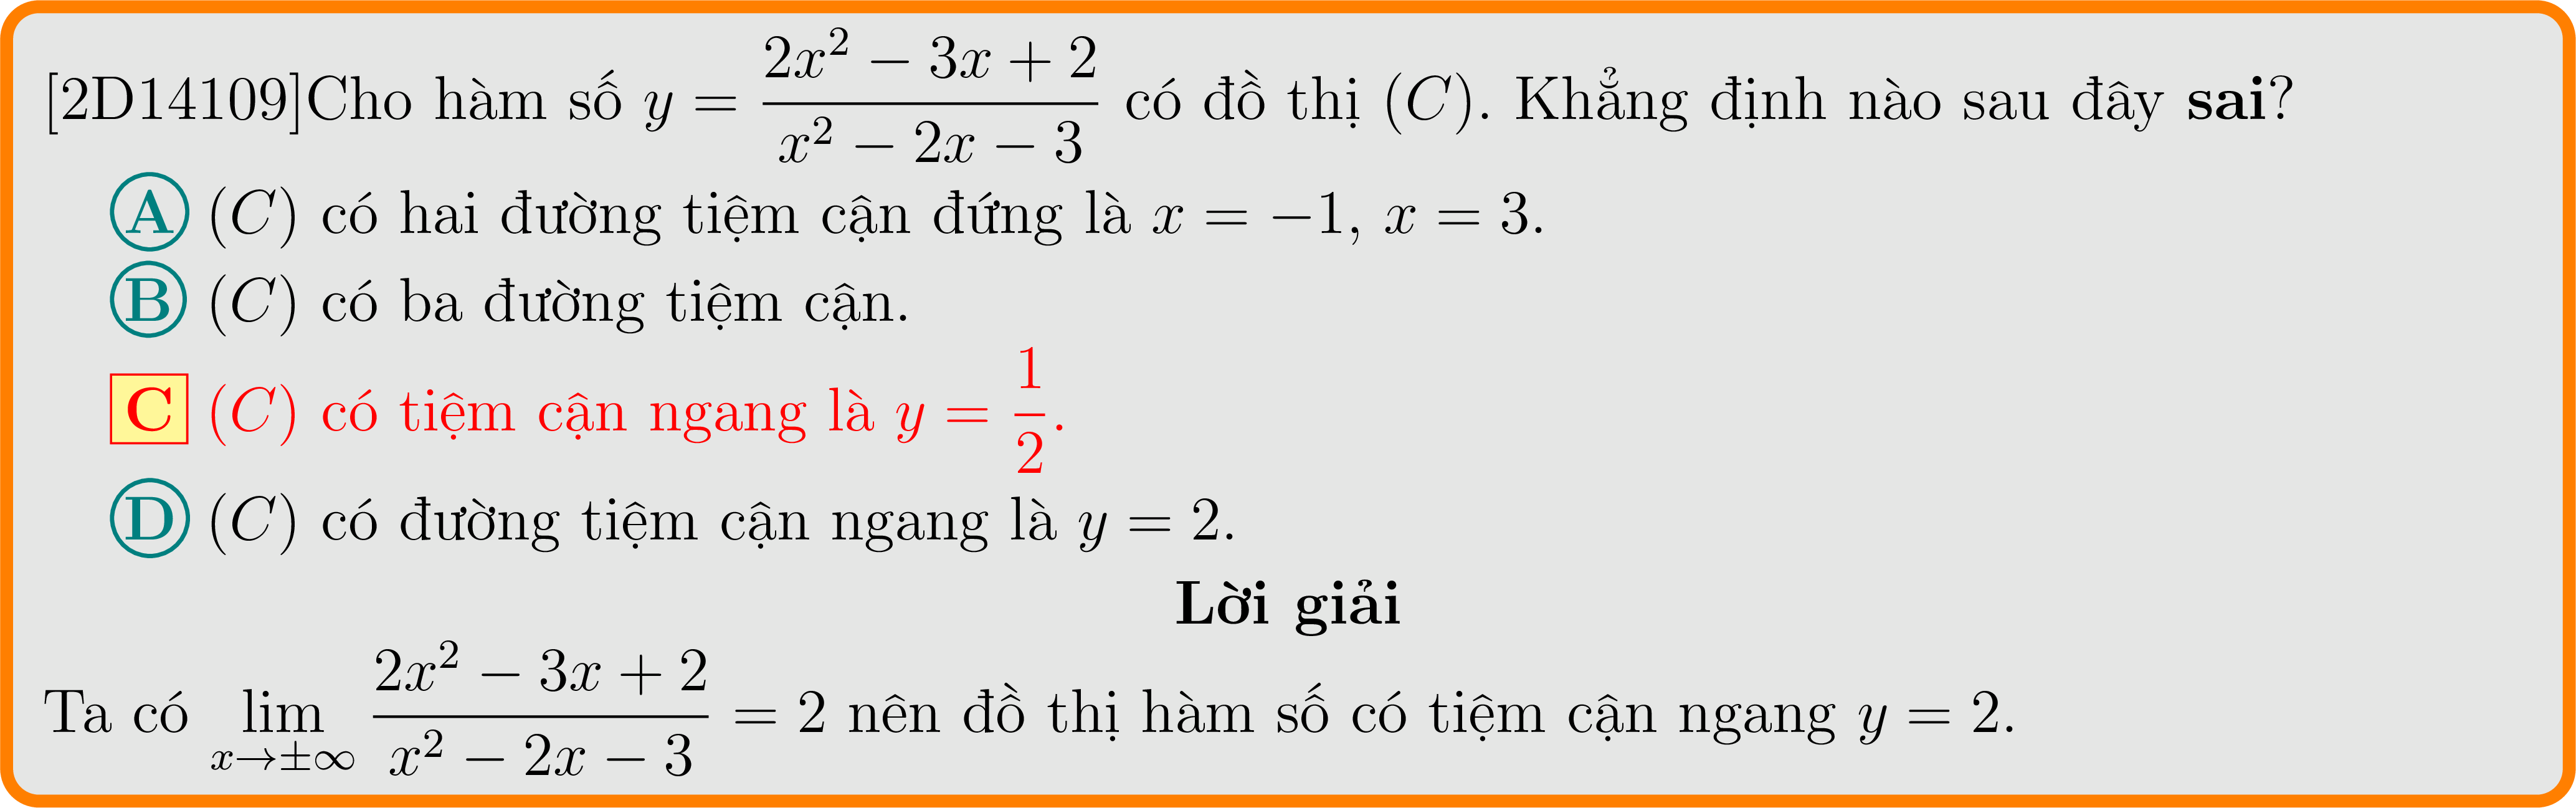 [2D14109]Cho hàm số $y = \dfrac{2x^2 - 3x + 2}{x^2 - 2x - 3}$ có đồ thị $(C)$. Khẳng định nào sau đây sai?
A $(C)$ có hai đường tiệm cận đứng là $x = -1$, $x = 3$.
B $(C)$ có ba đường tiệm cận.
C $(C)$ có tiệm cận ngang là $y = \dfrac{1}{2}$.
D $(C)$ có đường tiệm cận ngang là $y = 2$.
Lời giải
Ta có $\lim\limits_{x \to \pm\infty} \dfrac{2x^2 - 3x + 2}{x^2 - 2x - 3} = 2$ nên đồ thị hàm số có tiệm cận ngang $y = 2$.